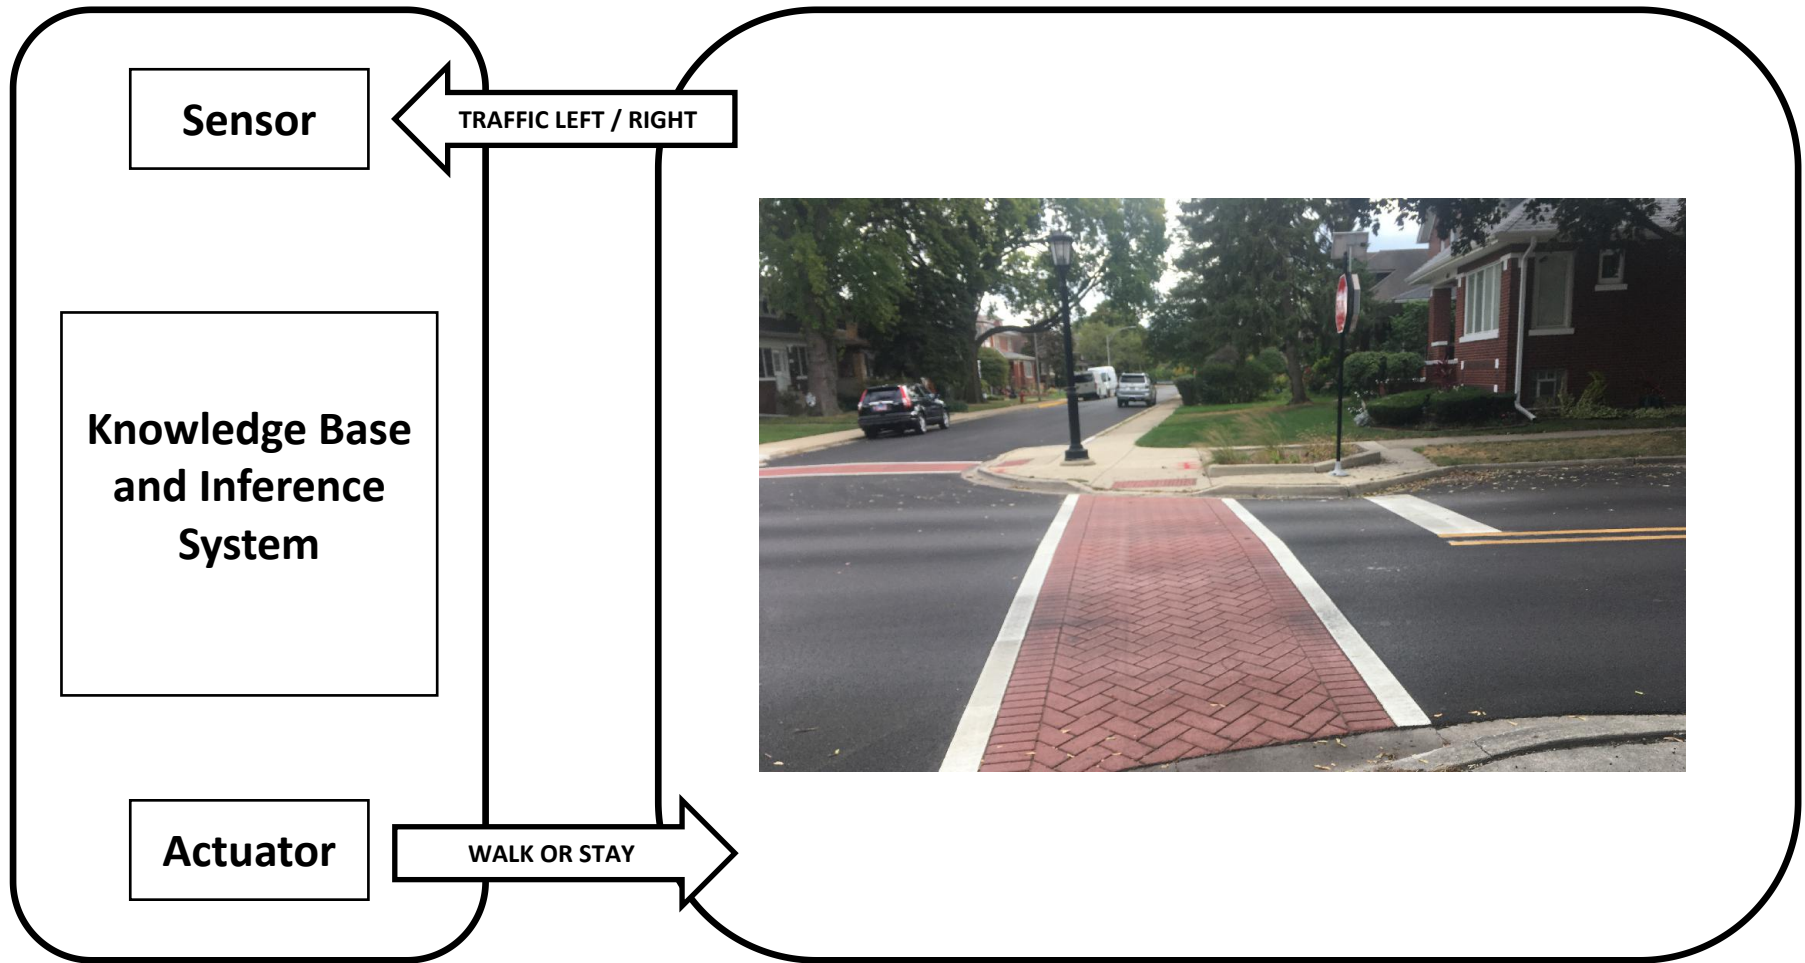 Sensor
TRAFFIC LEFT / RIGHT
Knowledge Base
and Inference
System
Actuator
WALK OR STAY